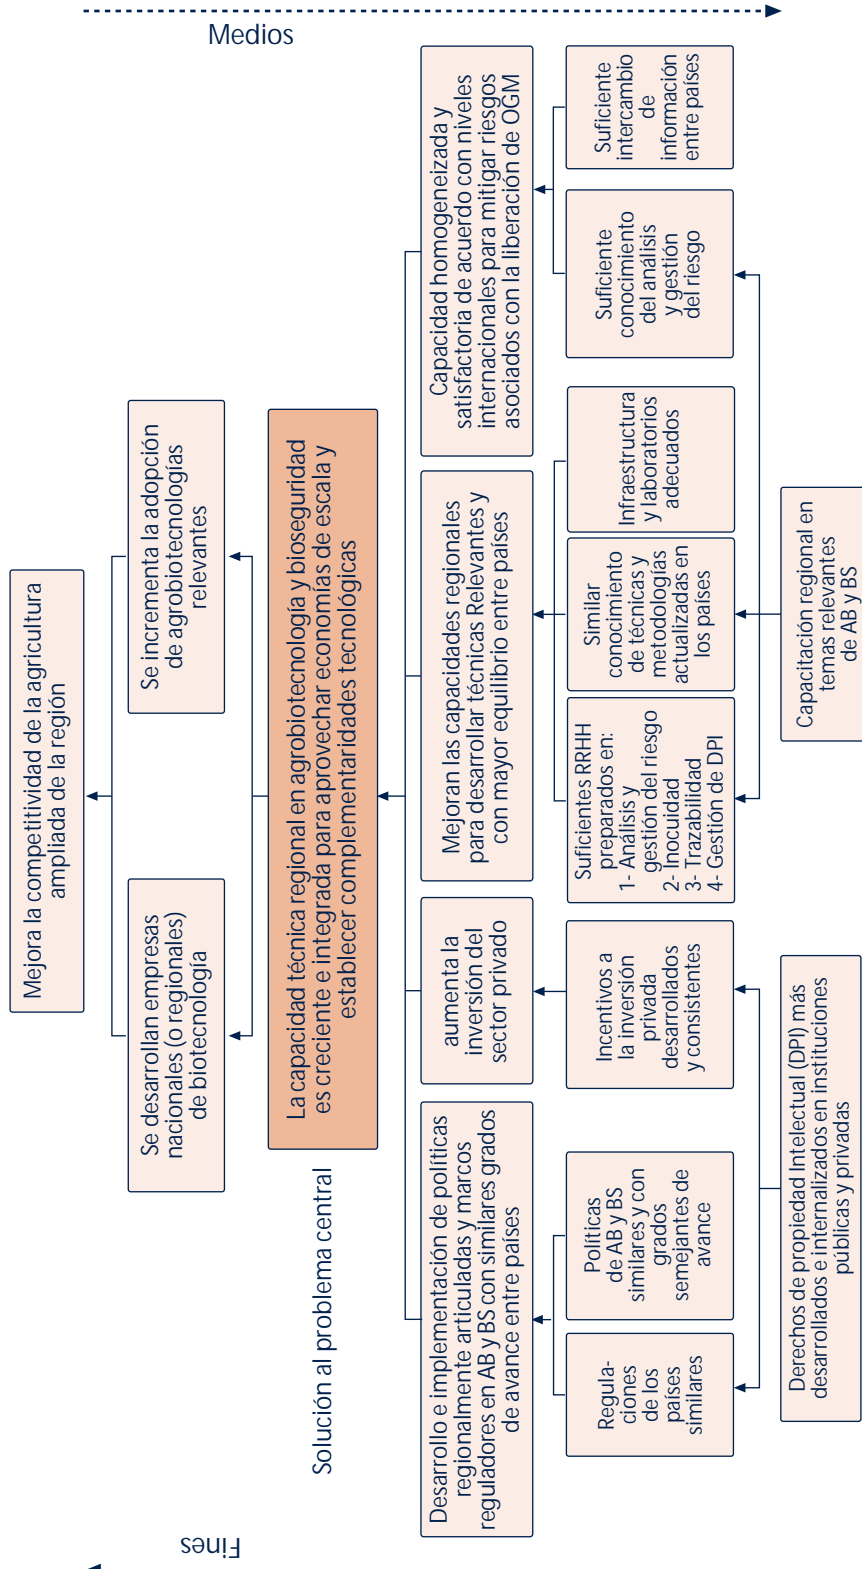 Fines
Medios
Mejora la competitividad de la agricultura
ampliada de la región
Se desarrollan empresas
nacionales (o regionales)
de biotecnología
Se incrementa la adopción
de agrobiotecnologías
relevantes
Solución al problema central
La capacidad técnica regional en agrobiotecnología y bioseguridad
es creciente e integrada para aprovechar economías de escala y
establecer complementaridades tecnológicas
Desarrollo e implementación de políticas
regionalmente articuladas y marcos
reguladores en AB y BS con similares grados
de avance entre países
aumenta la
inversión del
sector privado
Mejoran las capacidades regionales
para desarrollar técnicas Relevantes y
con mayor equilibrio entre países
Capacidad homogeneizada y
satisfactoria de acuerdo con niveles
internacionales para mitigar riesgos
asociados con la liberación de OGM
Regula-
ciones
de los
países
similares
Políticas
de AB y BS
similares y con
grados
semejantes de
avance
Incentivos a
la inversión
privada
desarrollados
y consistentes
Suficientes RRHH
preparados en:
1- Análisis y
gestión del riesgo
2- Inocuidad
3- Trazabilidad
4- Gestión de DPI
Similar
conocimiento
de técnicas y
metodologías
actualizadas en
los países
Infraestructura
y laboratorios
adecuados
Suficiente
conocimiento
del análisis
y gestión
del riesgo
Suficiente
intercambio
de
información
entre países
Derechos de propiedad Intelectual (DPI) más
desarrollados e internalizados en instituciones
públicas y privadas
Capacitación regional en
temas relevantes
de AB y BS